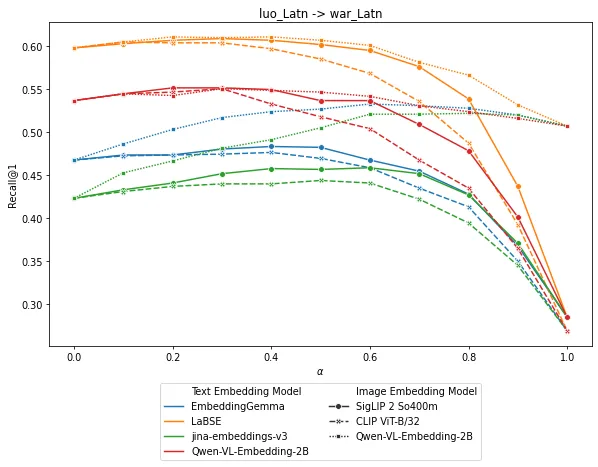 luo_Latn -> war_Latn
Recall@1
0.60
0.55
0.50
0.45
0.40
0.35
0.30
0.0 0.2 0.4 0.6 0.8 1.0
α
Text Embedding Model
EmbeddingGemma
LaBSE
jina-embeddings-v3
Qwen-VL-Embedding-2B
Image Embedding Model
SigLIP 2 So400m
CLIP ViT-B/32
Qwen-VL-Embedding-2B